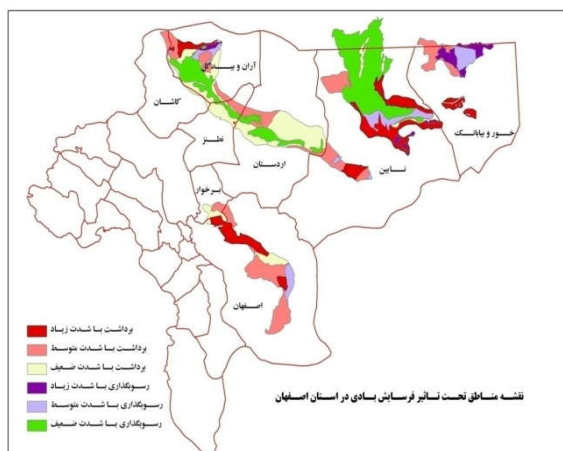 آران و بیدگل
کاشان
خور و بیابانک
نطنز
اردستان
نایین
برخوار
اصفهان
برداشت با شدت زیاد
برداشت با شدت متوسط
برداشت با شدت ضعیف
رسوبگذاری با شدت زیاد
رسوبگذاری با شدت متوسط
رسوبگذاری با شدت ضعیف
نقشه مناطق تحت تاثیر فرسایش بادی در استان اصفهان